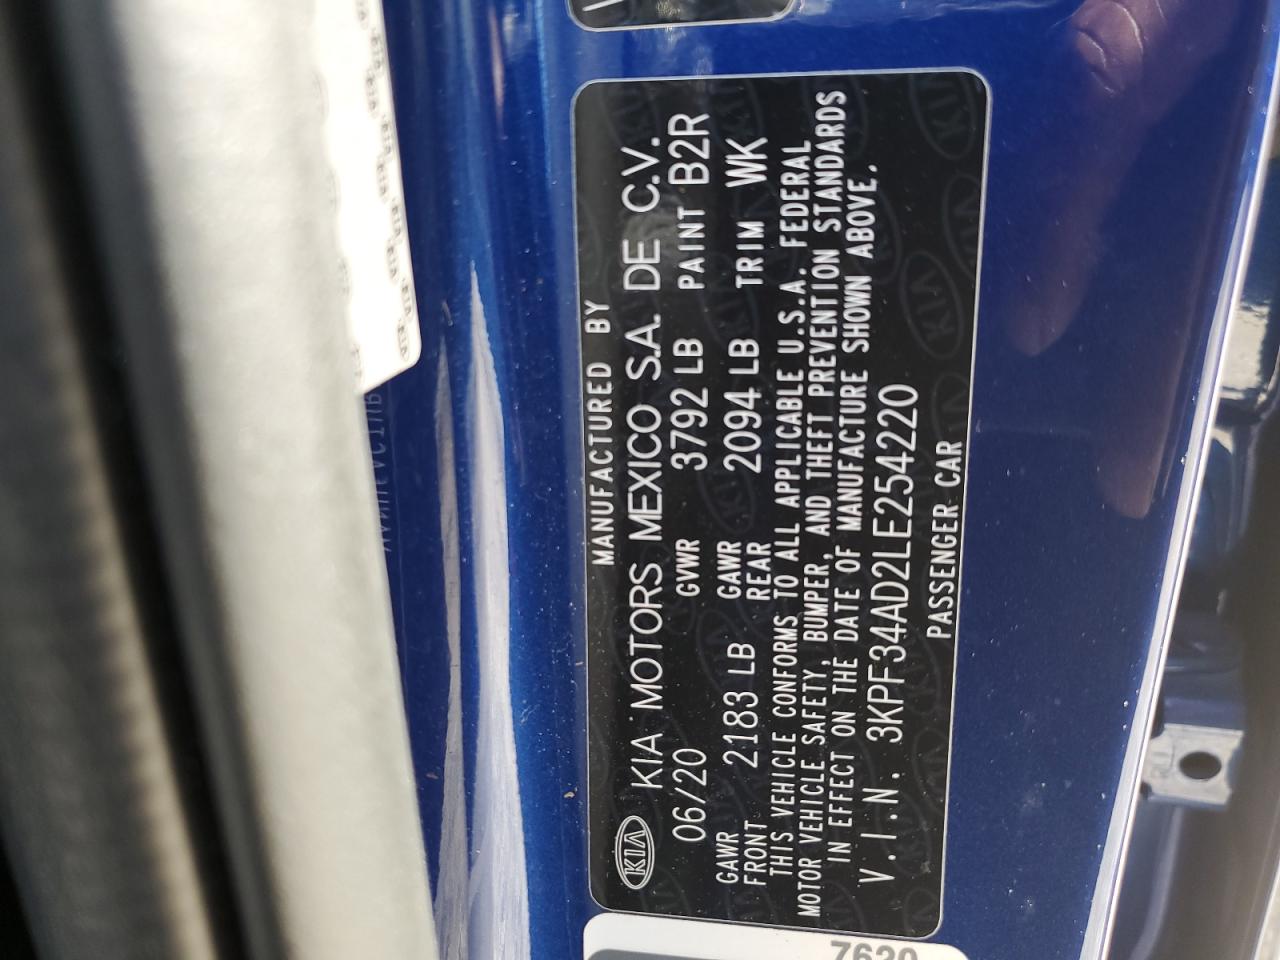 MANUFACTURED BY
KIA KIA MOTORS MEXICO S.A. DE C.V.
06/20 GVWR 3792 LB PAINT B2R
GAWR FRONT 2183 LB GAWR REAR 2094 LB TRIM WK
THIS VEHICLE CONFORMS TO ALL APPLICABLE U.S.A. FEDERAL
MOTOR VEHICLE SAFETY, BUMPER, AND THEFT PREVENTION STANDARDS
IN EFFECT ON THE DATE OF MANUFACTURE SHOWN ABOVE.
V.I.N. 3KPF34AD2LE254220
PASSENGER CAR